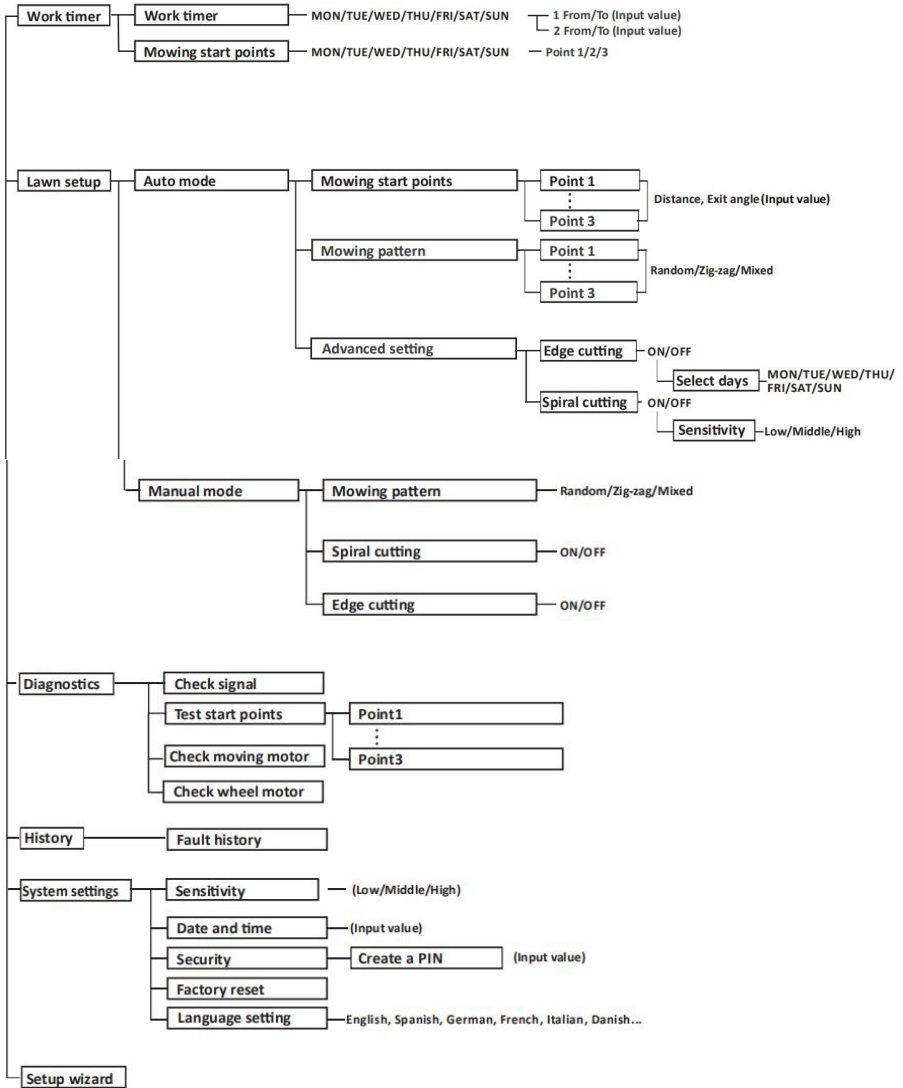 Work timer
Work timer
MON/TUE/WED/THU/FRI/SAT/SUN
1 From/To (Input value)
2 From/To (Input value)
Mowing start points
MON/TUE/WED/THU/FRI/SAT/SUN
Point 1/2/3
Lawn setup
Auto mode
Mowing start points
Point 1
Distance, Exit angle(Input value)
Point 3
Mowing pattern
Point 1
Random/Zig-zag/Mixed
Point 3
Advanced setting
Edge cutting
ON/OFF
Select days
MON/TUE/WED/THU/
FRI/SAT/SUN
Spiral cutting
ON/OFF
Sensitivity
Low/Middle/High
Manual mode
Mowing pattern
Random/Zig-zag/Mixed
Spiral cutting
ON/OFF
Edge cutting
ON/OFF
Diagnostics
Check signal
Test start points
Point1
Point3
Check moving motor
Check wheel motor
History
Fault history
System settings
Sensitivity
(Low/Middle/High)
Date and time
(Input value)
Security
Create a PIN
(Input value)
Factory reset
Language setting
English, Spanish, German, French, Italian, Danish...
Setup wizard